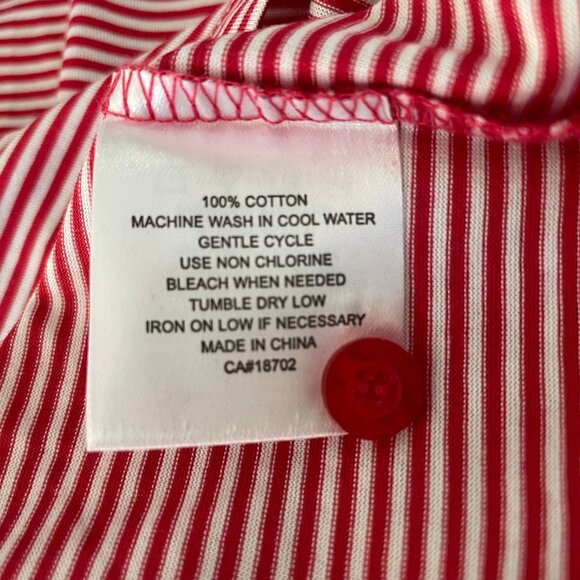 100% COTTON
MACHINE WASH IN COOL WATER
GENTLE CYCLE
USE NON CHLORINE
BLEACH WHEN NEEDED
TUMBLE DRY LOW
IRON ON LOW IF NECESSARY
MADE IN CHINA
CA#18702